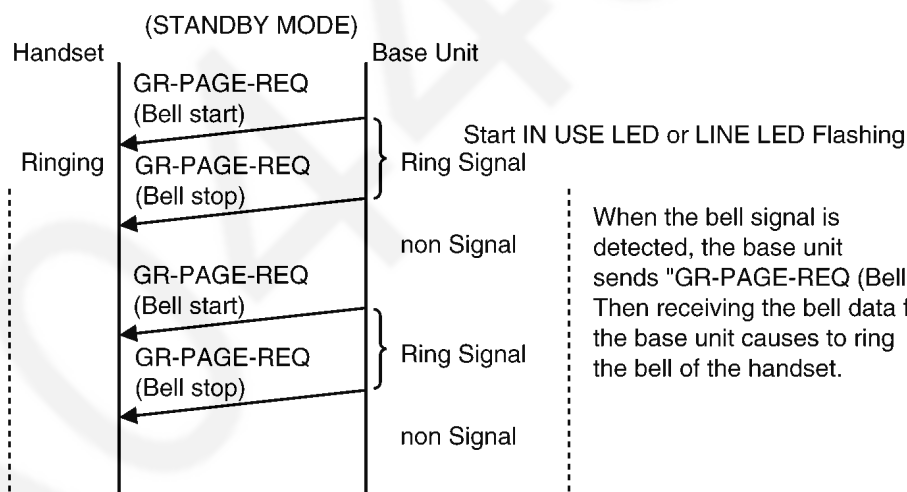 (STANDBY MODE)
Handset
Base Unit
GR-PAGE-REQ
(Bell start)
Start IN USE LED or LINE LED Flashing
Ringing
GR-PAGE-REQ
(Bell stop)
Ring Signal
non Signal
When the bell signal is
detected, the base unit
sends "GR-PAGE-REQ (Bell
Then receiving the bell data
the base unit causes to ring
the bell of the handset.
GR-PAGE-REQ
(Bell start)
GR-PAGE-REQ
(Bell stop)
Ring Signal
non Signal